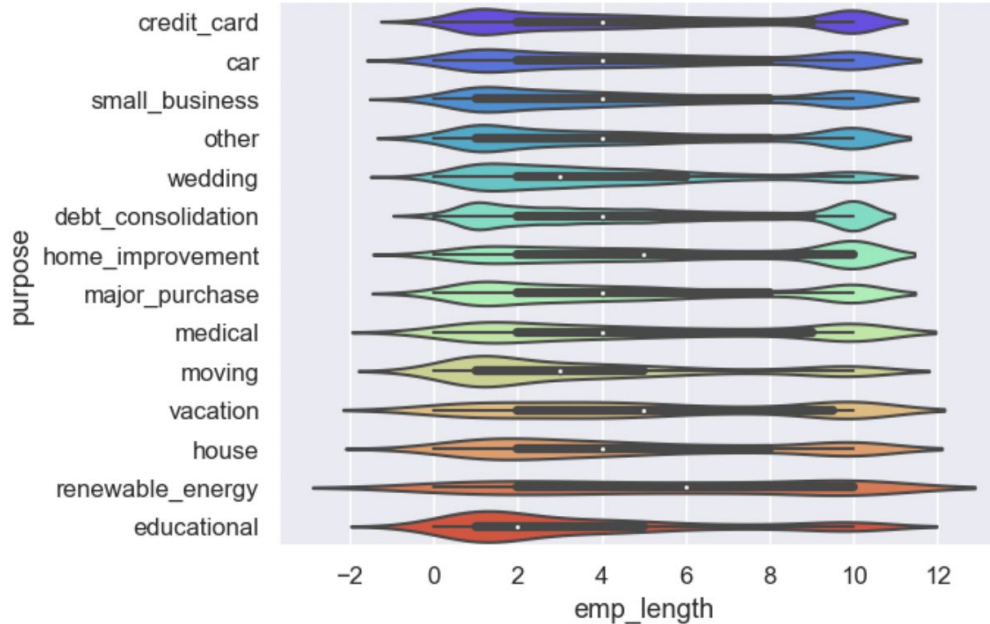 credit_card
car
small_business
other
wedding
debt_consolidation
home_improvement
major_purchase
medical
moving
vacation
house
renewable_energy
educational
purpose
−2 0 2 4 6 8 10 12
emp_length